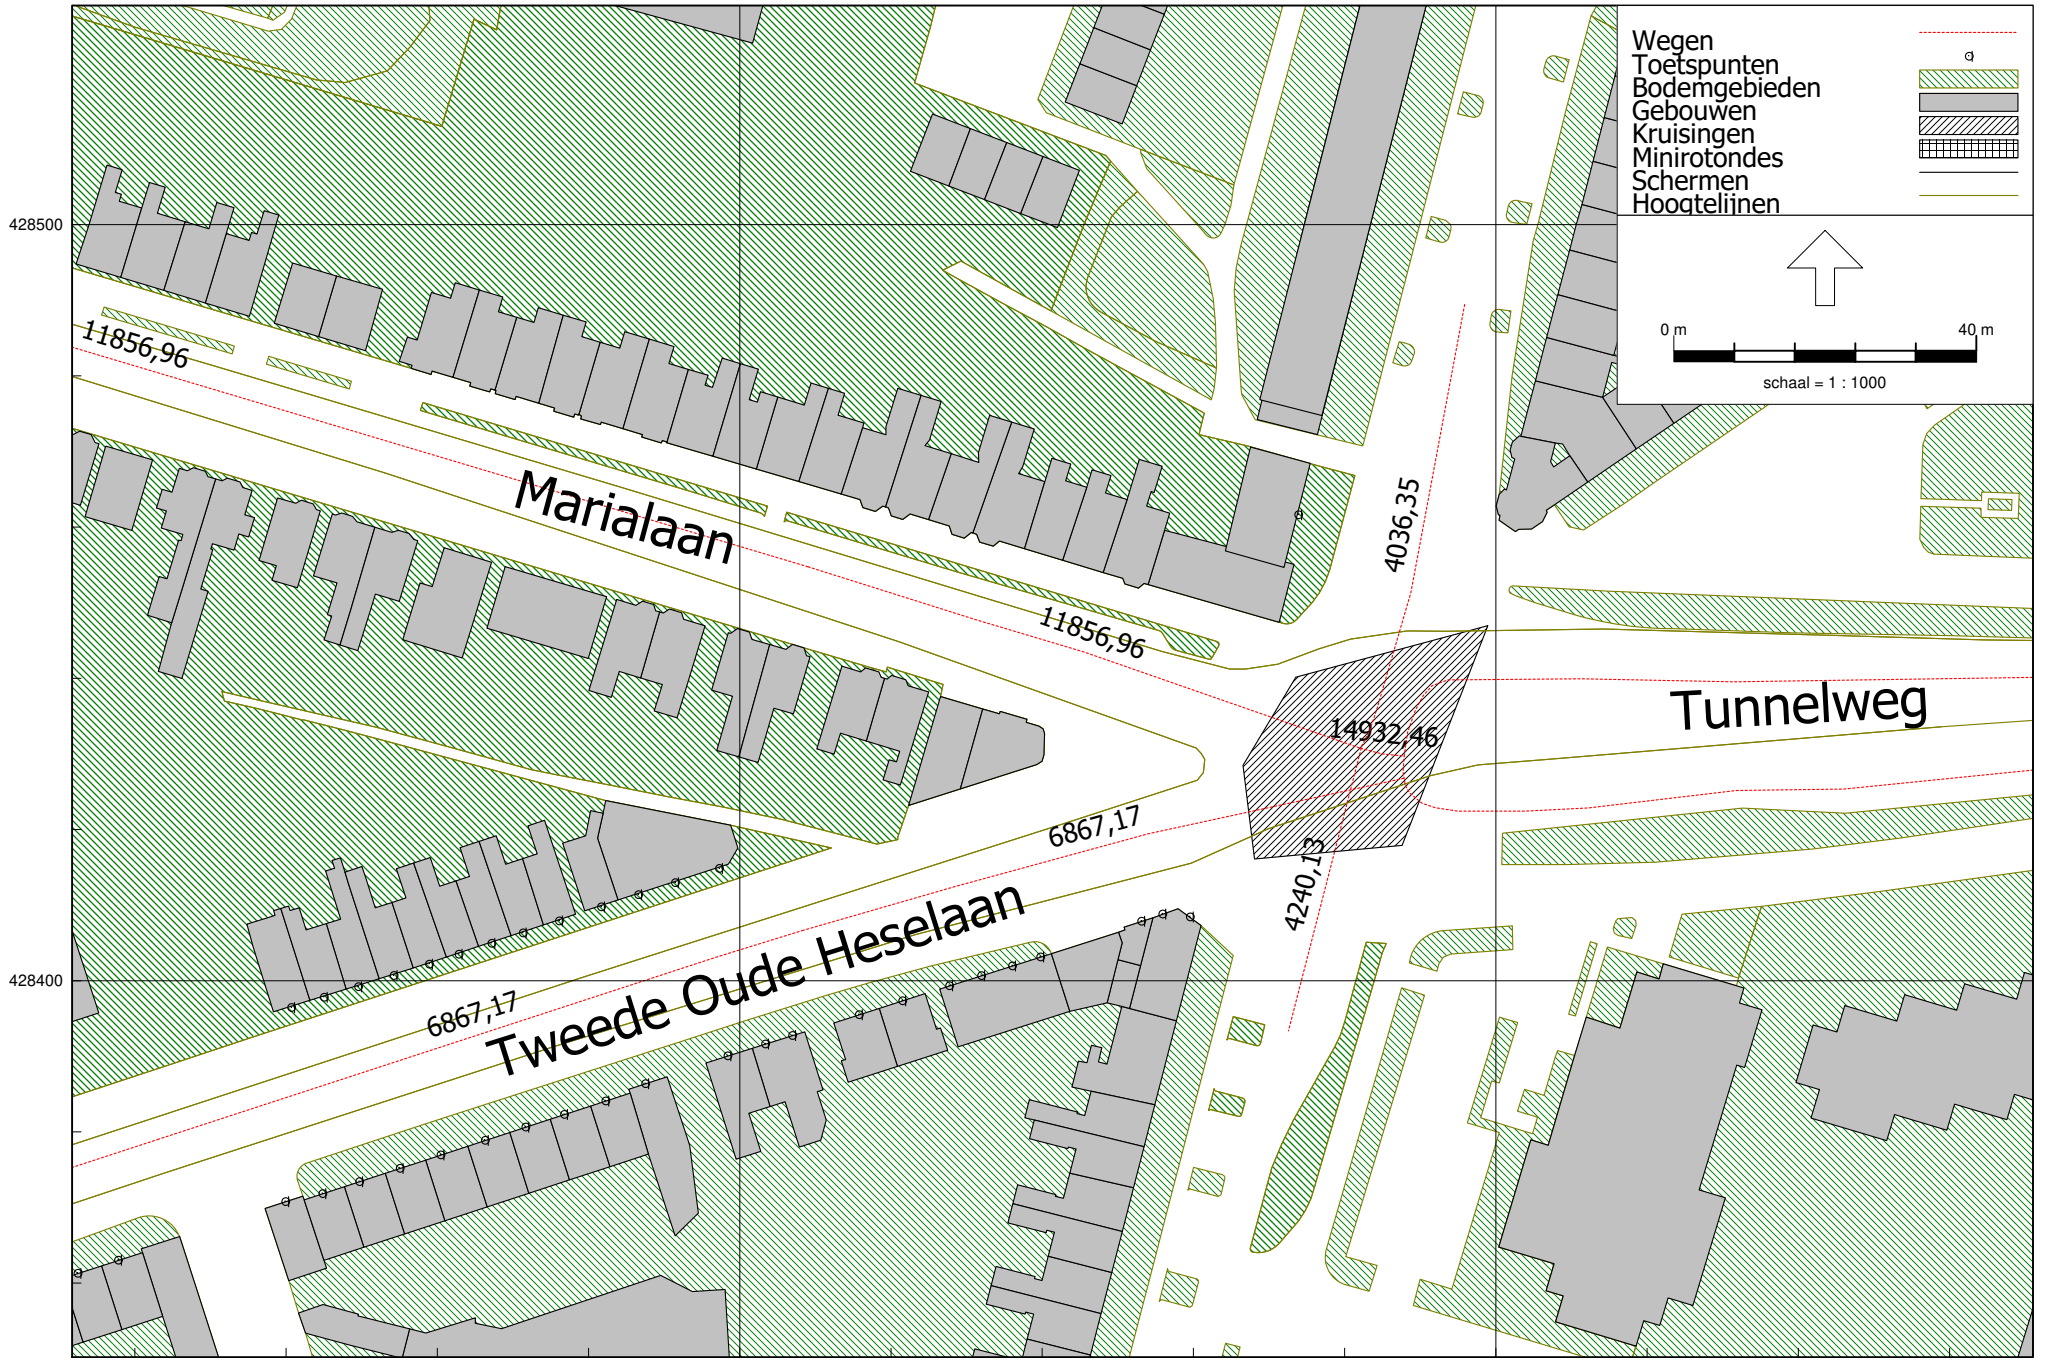 Wegen
Toetspunten
Bodemgebieden
Gebouwen
Kruisingen
Minirotondes
Schermen
Hoogtelijnen
428500
0 m 40 m
schaal = 1 : 1000
11856,96
Marialaan
4036,35
11856,96
14932,46
Tunnelweg
6867,17
4240,13
Tweede Oude Heselaan
428400
6867,17